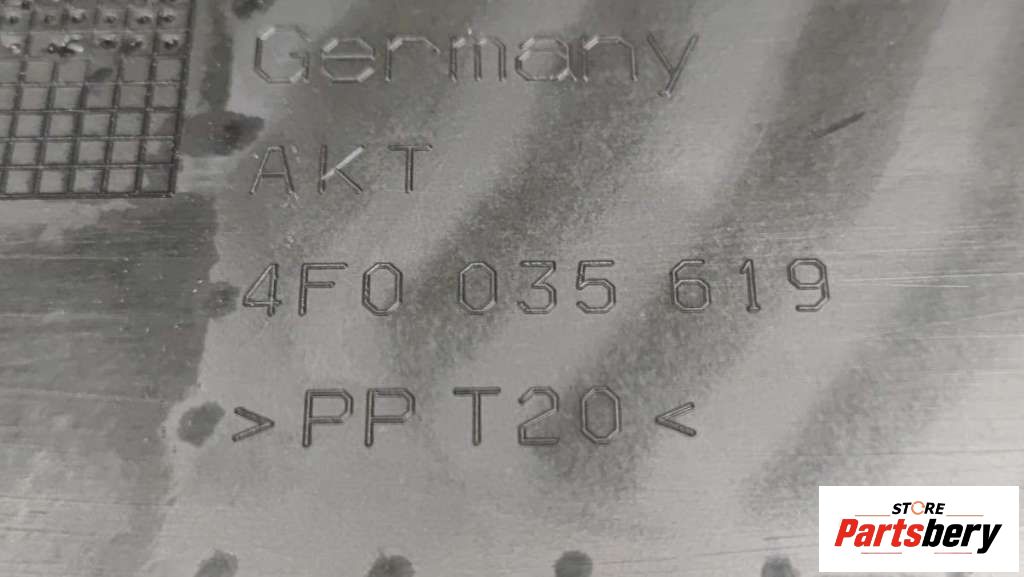 Germany
AKT
4F0 035 619
>PP T20<
STORE
Partsbery